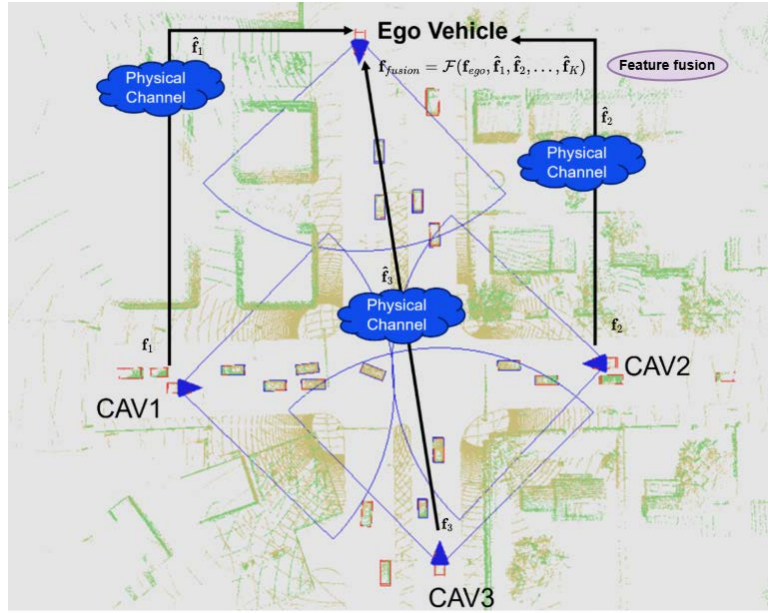 Ego Vehicle
f̂₁
Physical
Channel
𝐟_fusion = ℱ(𝐟_ego, 𝐟̂₁, 𝐟̂₂, . . . , 𝐟̂_K)
Feature fusion
f̂₂
Physical
Channel
f̂₃
Physical
Channel
f₁
f₂
CAV1
CAV2
f₃
CAV3